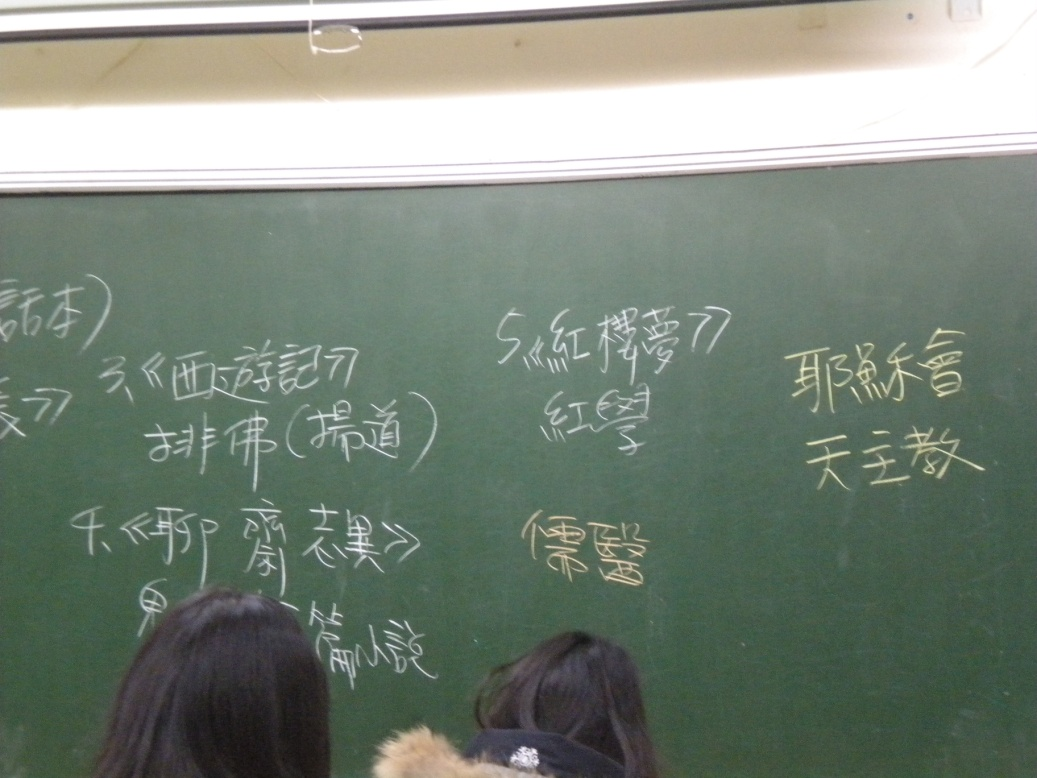 話本)
》
3、《西遊記》
排佛(揚道)
4、《聊齋志異》
篇小說
5《紅樓夢》
紅學
儒醫
耶穌會
天主教